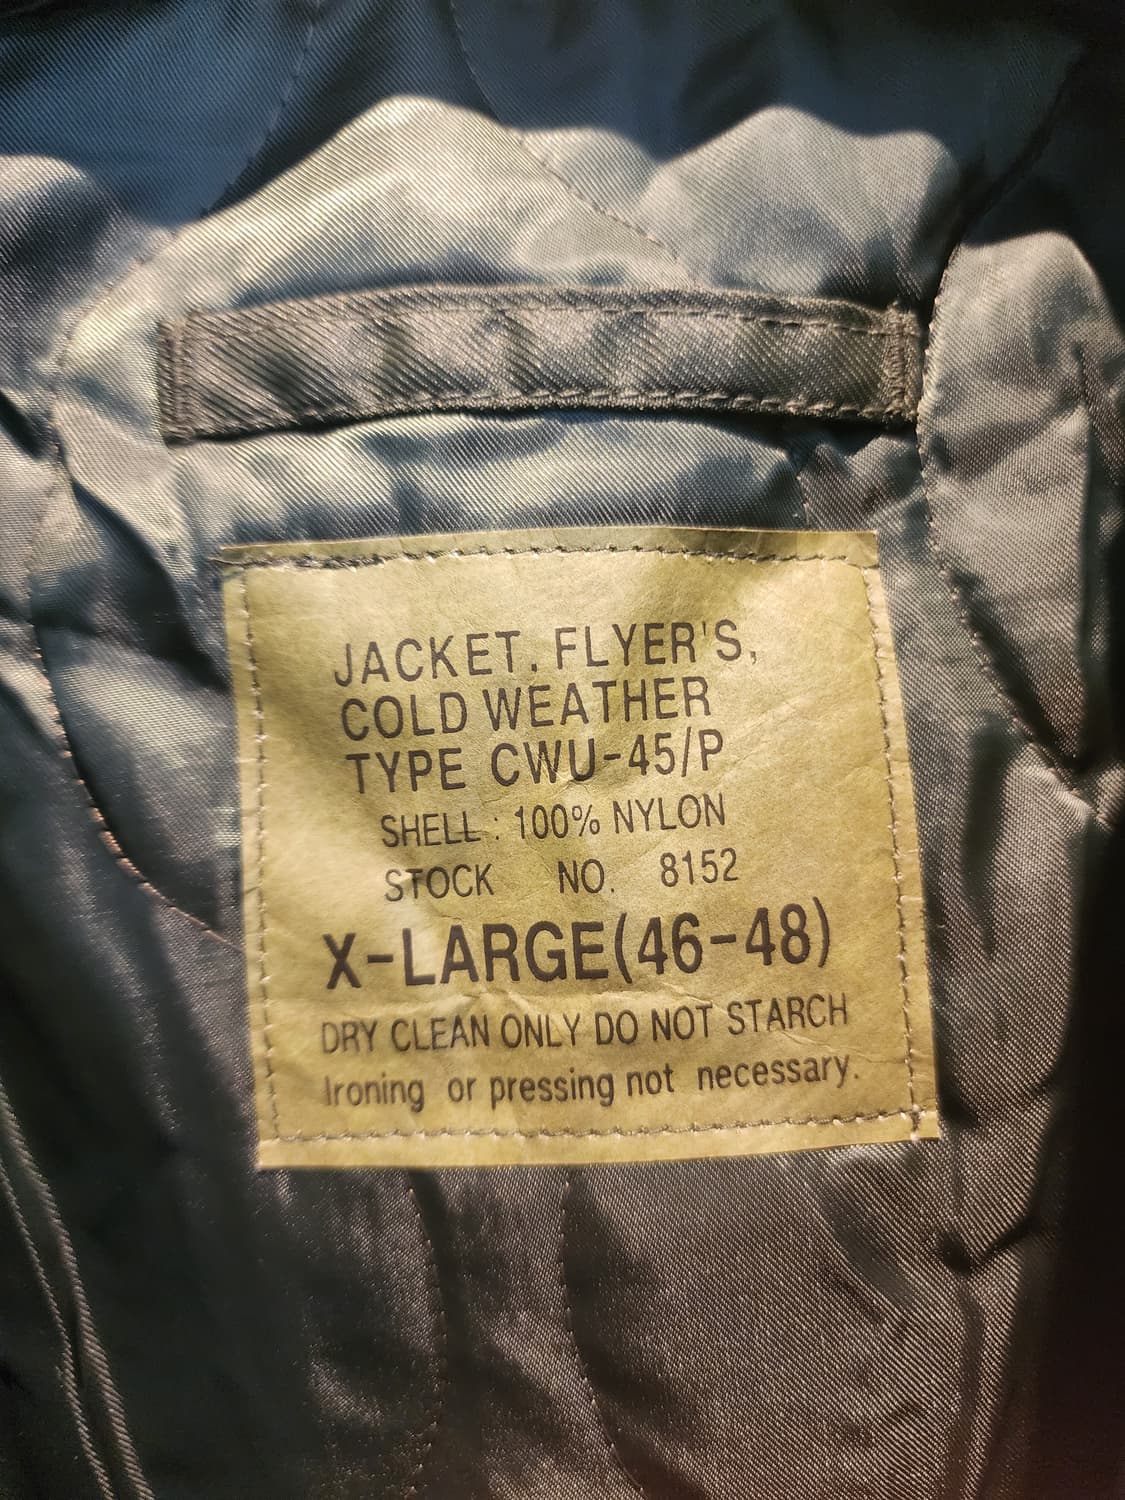 JACKET. FLYER'S,
COLD WEATHER
TYPE CWU-45/P
SHELL : 100% NYLON
STOCK NO. 8152
X-LARGE(46-48)
DRY CLEAN ONLY DO NOT STARCH
Ironing or pressing not necessary.